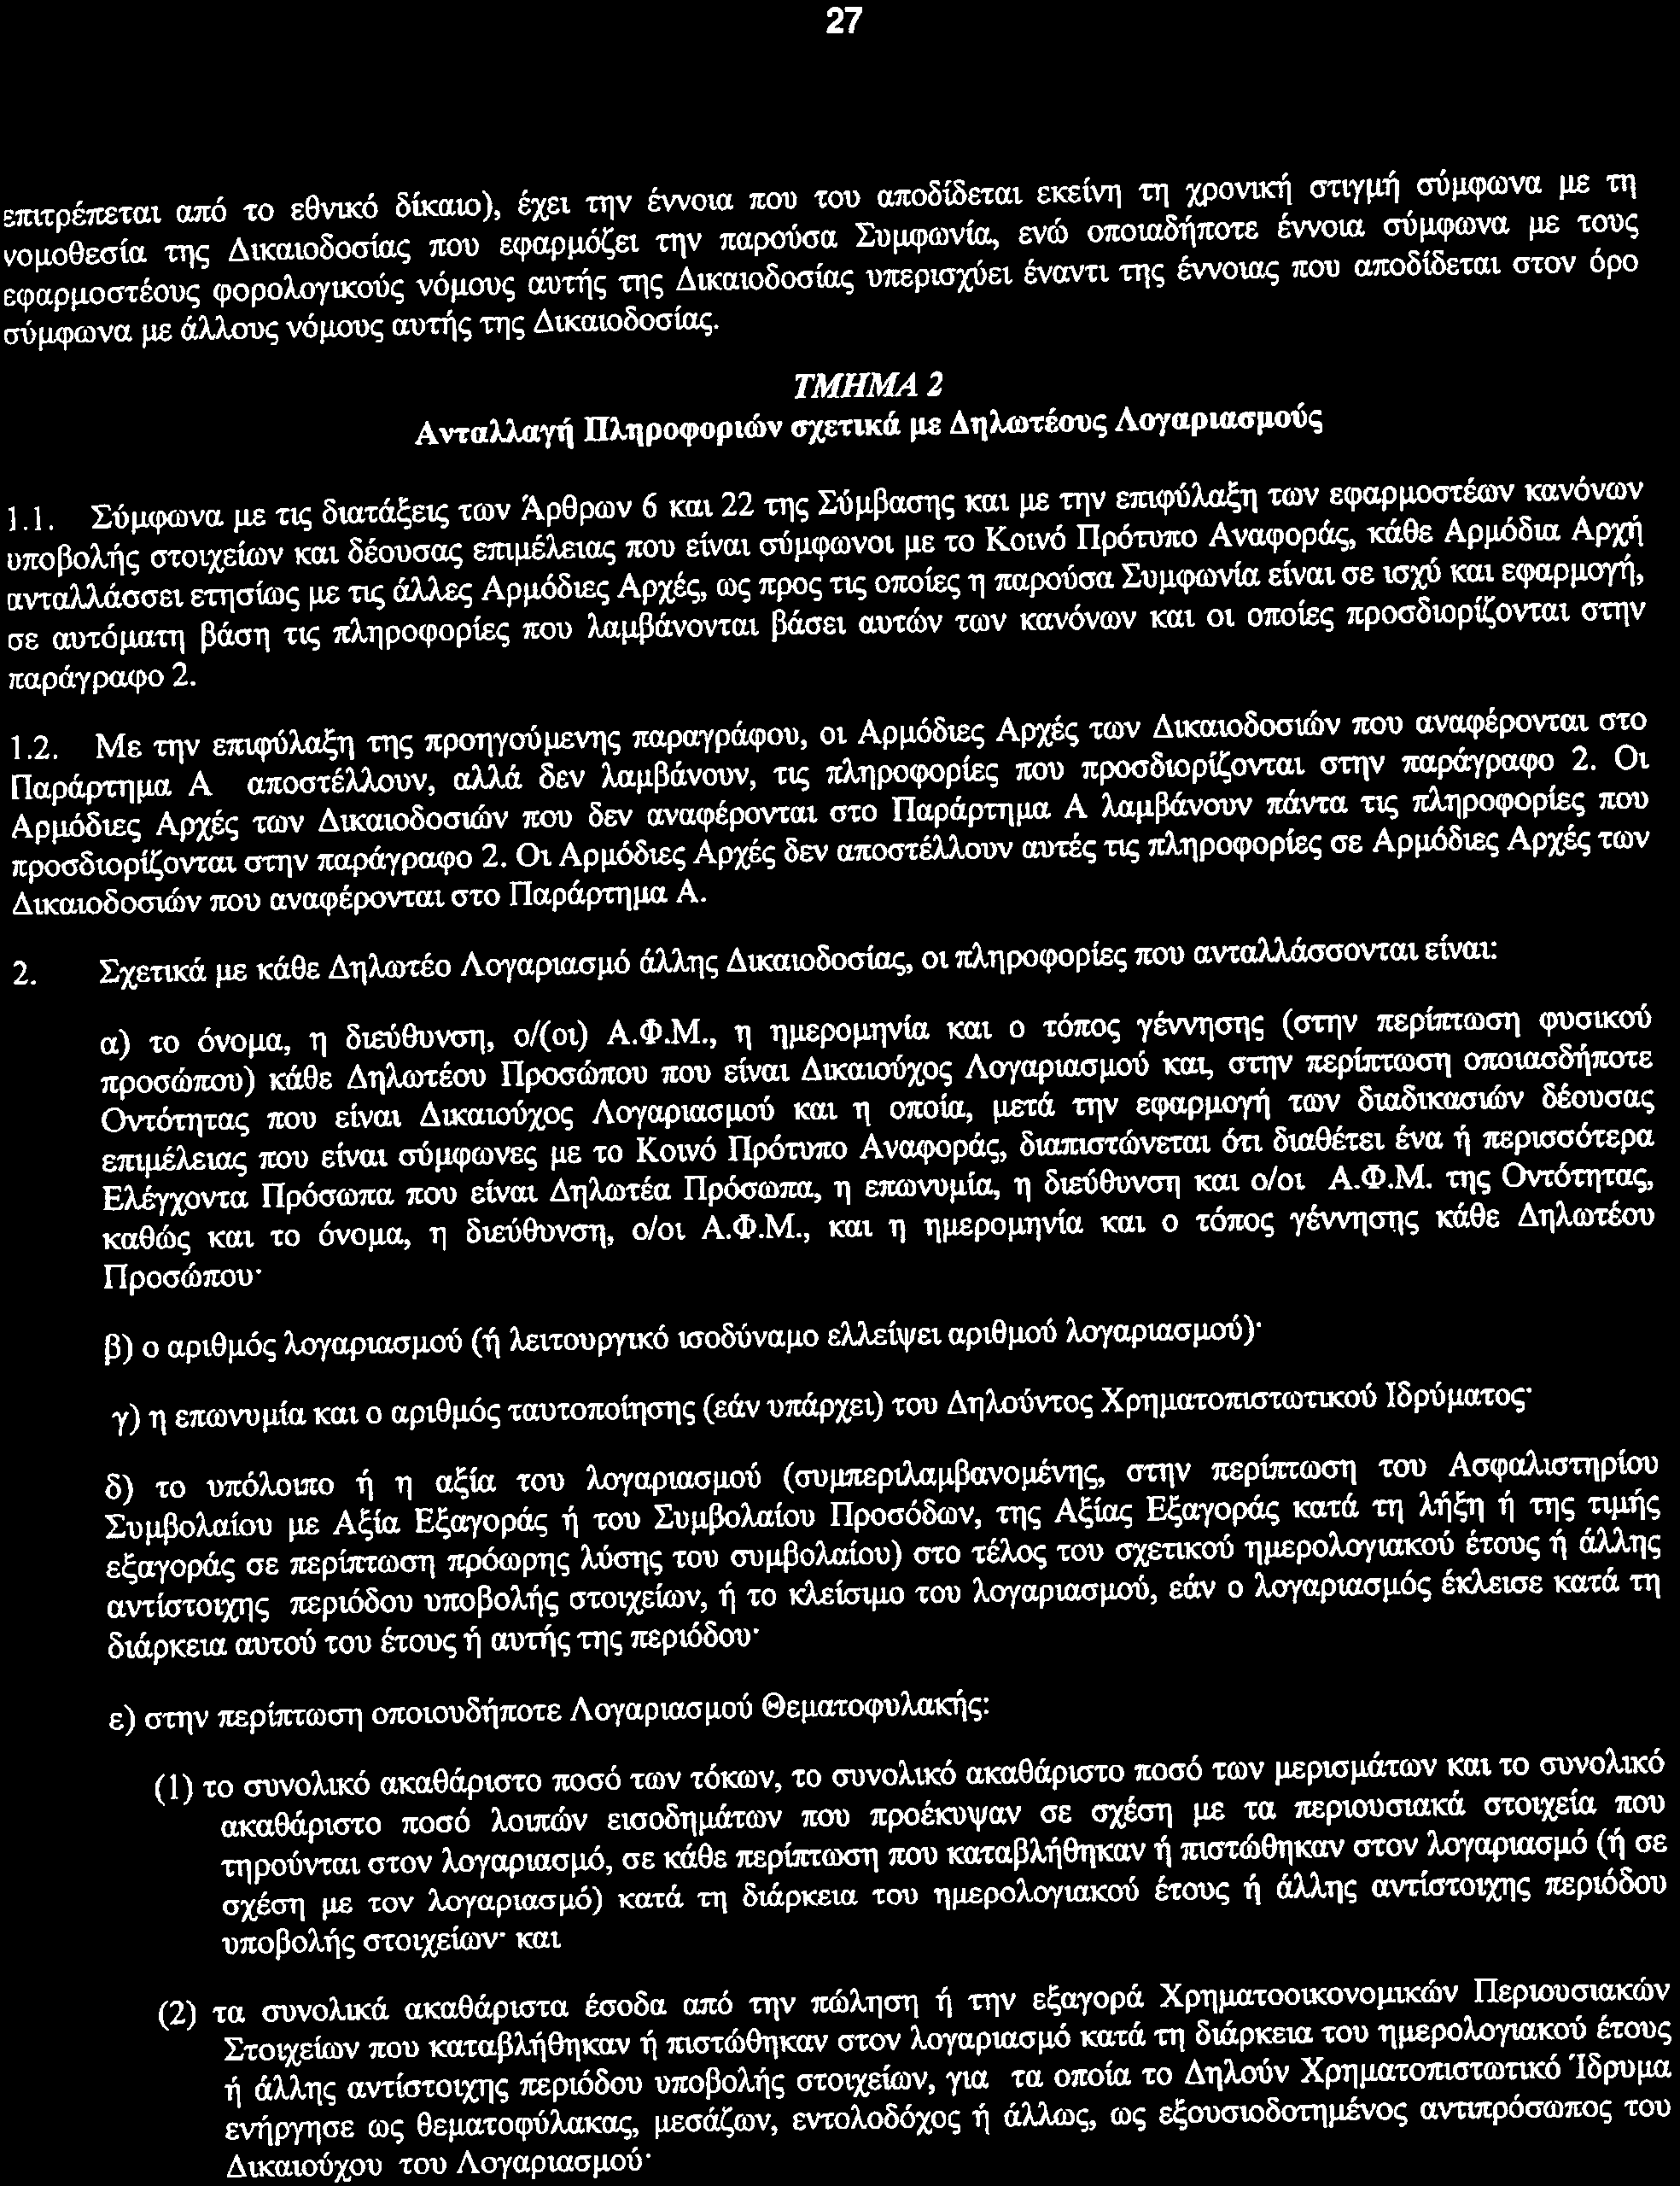 27
επιτρέπεται από το εθνικό δίκαιο), έχει την έννοια που του αποδίδεται εκείνη τη χρονική στιγμή σύμφωνα με τη
νομοθεσία της Δικαιοδοσίας που εφαρμόζει την παρούσα Συμφωνία, ενώ οποιαδήποτε έννοια σύμφωνα με τους
εφαρμοστέους φορολογικούς νόμους αυτής της Δικαιοδοσίας υπερισχύει έναντι της έννοιας που αποδίδεται στον όρο
σύμφωνα με άλλους νόμους αυτής της Δικαιοδοσίας.
ΤΜΗΜΑ 2
Ανταλλαγή Πληροφοριών σχετικά με Δηλωτέους Λογαριασμούς
1.1. Σύμφωνα με τις διατάξεις των Άρθρων 6 και 22 της Σύμβασης και με την επιφύλαξη των εφαρμοστέων κανόνων
υποβολής στοιχείων και δέουσας επιμέλειας που είναι σύμφωνοι με το Κοινό Πρότυπο Αναφοράς, κάθε Αρμόδια Αρχή
ανταλλάσσει ετησίως με τις άλλες Αρμόδιες Αρχές, ως προς τις οποίες η παρούσα Συμφωνία είναι σε ισχύ και εφαρμογή,
σε αυτόματη βάση τις πληροφορίες που λαμβάνονται βάσει αυτών των κανόνων και οι οποίες προσδιορίζονται στην
παράγραφο 2.
1.2. Με την επιφύλαξη της προηγούμενης παραγράφου, οι Αρμόδιες Αρχές των Δικαιοδοσιών που αναφέρονται στο
Παράρτημα Α αποστέλλουν, αλλά δεν λαμβάνουν, τις πληροφορίες που προσδιορίζονται στην παράγραφο 2. Οι
Αρμόδιες Αρχές των Δικαιοδοσιών που δεν αναφέρονται στο Παράρτημα Α λαμβάνουν πάντα τις πληροφορίες που
προσδιορίζονται στην παράγραφο 2. Οι Αρμόδιες Αρχές δεν αποστέλλουν αυτές τις πληροφορίες σε Αρμόδιες Αρχές των
Δικαιοδοσιών που αναφέρονται στο Παράρτημα Α.
2. Σχετικά με κάθε Δηλωτέο Λογαριασμό άλλης Δικαιοδοσίας, οι πληροφορίες που ανταλλάσσονται είναι:
α) το όνομα, η διεύθυνση, ο/(οι) Α.Φ.Μ., η ημερομηνία και ο τόπος γέννησης (στην περίπτωση φυσικού
προσώπου) κάθε Δηλωτέου Προσώπου που είναι Δικαιούχος Λογαριασμού και, στην περίπτωση οποιασδήποτε
Οντότητας που είναι Δικαιούχος Λογαριασμού και η οποία, μετά την εφαρμογή των διαδικασιών δέουσας
επιμέλειας που είναι σύμφωνες με το Κοινό Πρότυπο Αναφοράς, διαπιστώνεται ότι διαθέτει ένα ή περισσότερα
Ελέγχοντα Πρόσωπα που είναι Δηλωτέα Πρόσωπα, η επωνυμία, η διεύθυνση και ο/οι Α.Φ.Μ. της Οντότητας,
καθώς και το όνομα, η διεύθυνση, ο/οι Α.Φ.Μ., και η ημερομηνία και ο τόπος γέννησης κάθε Δηλωτέου
Προσώπου·
β) ο αριθμός λογαριασμού (ή λειτουργικό ισοδύναμο ελλείψει αριθμού λογαριασμού)·
γ) η επωνυμία και ο αριθμός ταυτοποίησης (εάν υπάρχει) του Δηλούντος Χρηματοπιστωτικού Ιδρύματος·
δ) το υπόλοιπο ή η αξία του λογαριασμού (συμπεριλαμβανομένης, στην περίπτωση του Ασφαλιστηρίου
Συμβολαίου με Αξία Εξαγοράς ή του Συμβολαίου Προσόδων, της Αξίας Εξαγοράς κατά τη λήξη ή της τιμής
εξαγοράς σε περίπτωση πρόωρης λύσης του συμβολαίου) στο τέλος του σχετικού ημερολογιακού έτους ή άλλης
αντίστοιχης περιόδου υποβολής στοιχείων, ή το κλείσιμο του λογαριασμού, εάν ο λογαριασμός έκλεισε κατά τη
διάρκεια αυτού του έτους ή αυτής της περιόδου·
ε) στην περίπτωση οποιουδήποτε Λογαριασμού Θεματοφυλακής:
(1) το συνολικό ακαθάριστο ποσό των τόκων, το συνολικό ακαθάριστο ποσό των μερισμάτων και το συνολικό
ακαθάριστο ποσό λοιπών εισοδημάτων που προέκυψαν σε σχέση με τα περιουσιακά στοιχεία που
τηρούνται στον λογαριασμό, σε κάθε περίπτωση που καταβλήθηκαν ή πιστώθηκαν στον λογαριασμό (ή σε
σχέση με τον λογαριασμό) κατά τη διάρκεια του ημερολογιακού έτους ή άλλης αντίστοιχης περιόδου
υποβολής στοιχείων· και
(2) τα συνολικά ακαθάριστα έσοδα από την πώληση ή την εξαγορά Χρηματοοικονομικών Περιουσιακών
Στοιχείων που καταβλήθηκαν ή πιστώθηκαν στον λογαριασμό κατά τη διάρκεια του ημερολογιακού έτους
ή άλλης αντίστοιχης περιόδου υποβολής στοιχείων, για τα οποία το Δηλούν Χρηματοπιστωτικό Ίδρυμα
ενήργησε ως θεματοφύλακας, μεσάζων, εντολοδόχος ή άλλως, ως εξουσιοδοτημένος αντιπρόσωπος του
Δικαιούχου του Λογαριασμού·